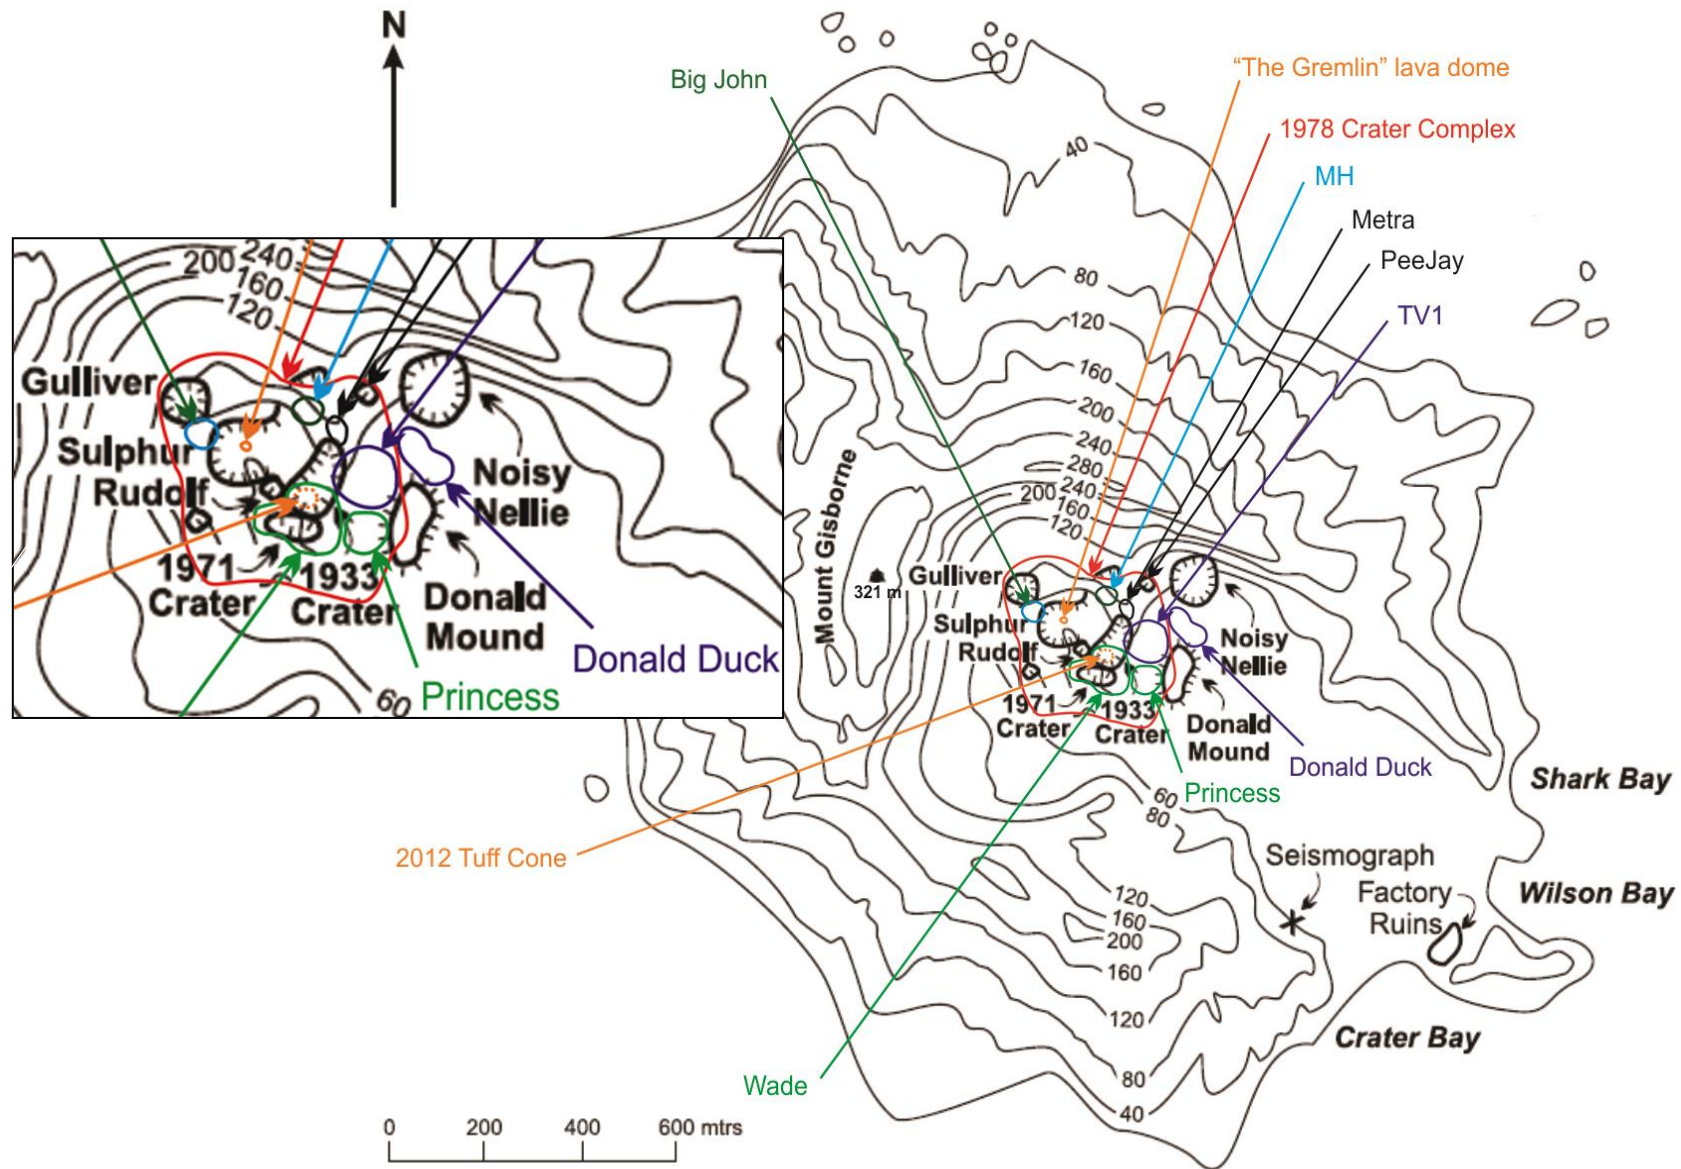 N
Big John
“The Gremlin” lava dome
1978 Crater Complex
MH
Metra
PeeJay
TV1
40
80
120
160
200
240
280
240
200
160
120
Mount Gisborne
321 m
Gulliver
Sulphur
Rudolf
1971
Crater
1933
Crater
Noisy
Nellie
Donald
Mound
Donald Duck
Princess
60
80
2012 Tuff Cone
Wade
Shark Bay
Wilson Bay
Crater Bay
Seismograph
Factory
Ruins
120
160
200
160
120
80
40
240
200
160
120
Gulliver
Sulphur
Rudolf
1971
Crater
1933
Crater
Noisy
Nellie
Donald
Mound
Donald Duck
Princess
60
0 200 400 600 mtrs